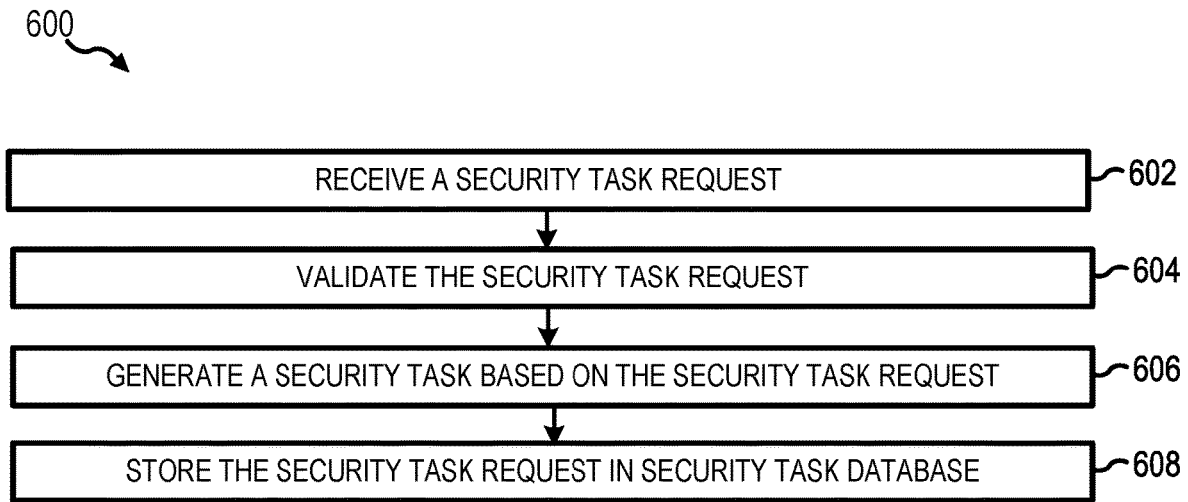 600
RECEIVE A SECURITY TASK REQUEST
602
VALIDATE THE SECURITY TASK REQUEST
604
GENERATE A SECURITY TASK BASED ON THE SECURITY TASK REQUEST
606
STORE THE SECURITY TASK REQUEST IN SECURITY TASK DATABASE
608